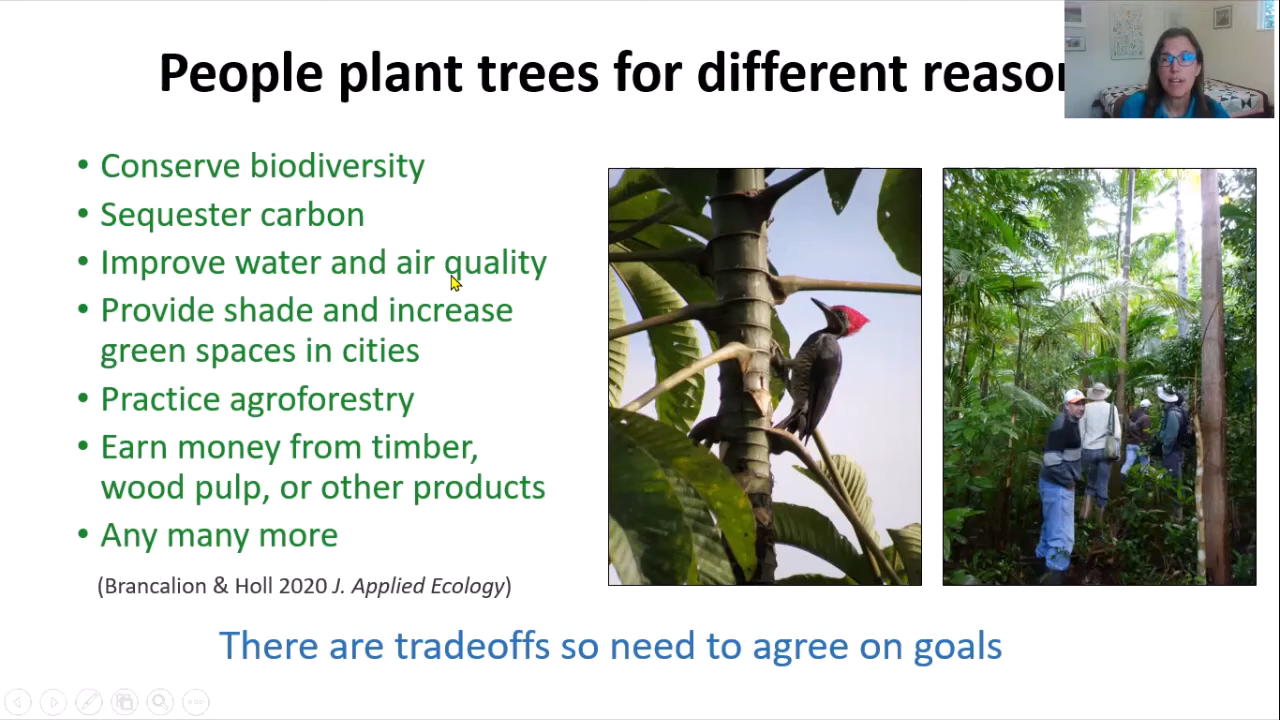 People plant trees for different reason
• Conserve biodiversity
• Sequester carbon
• Improve water and air quality
• Provide shade and increase
green spaces in cities
• Practice agroforestry
• Earn money from timber,
wood pulp, or other products
• Any many more
(Brancalion & Holl 2020 J. Applied Ecology)
There are tradeoffs so need to agree on goals